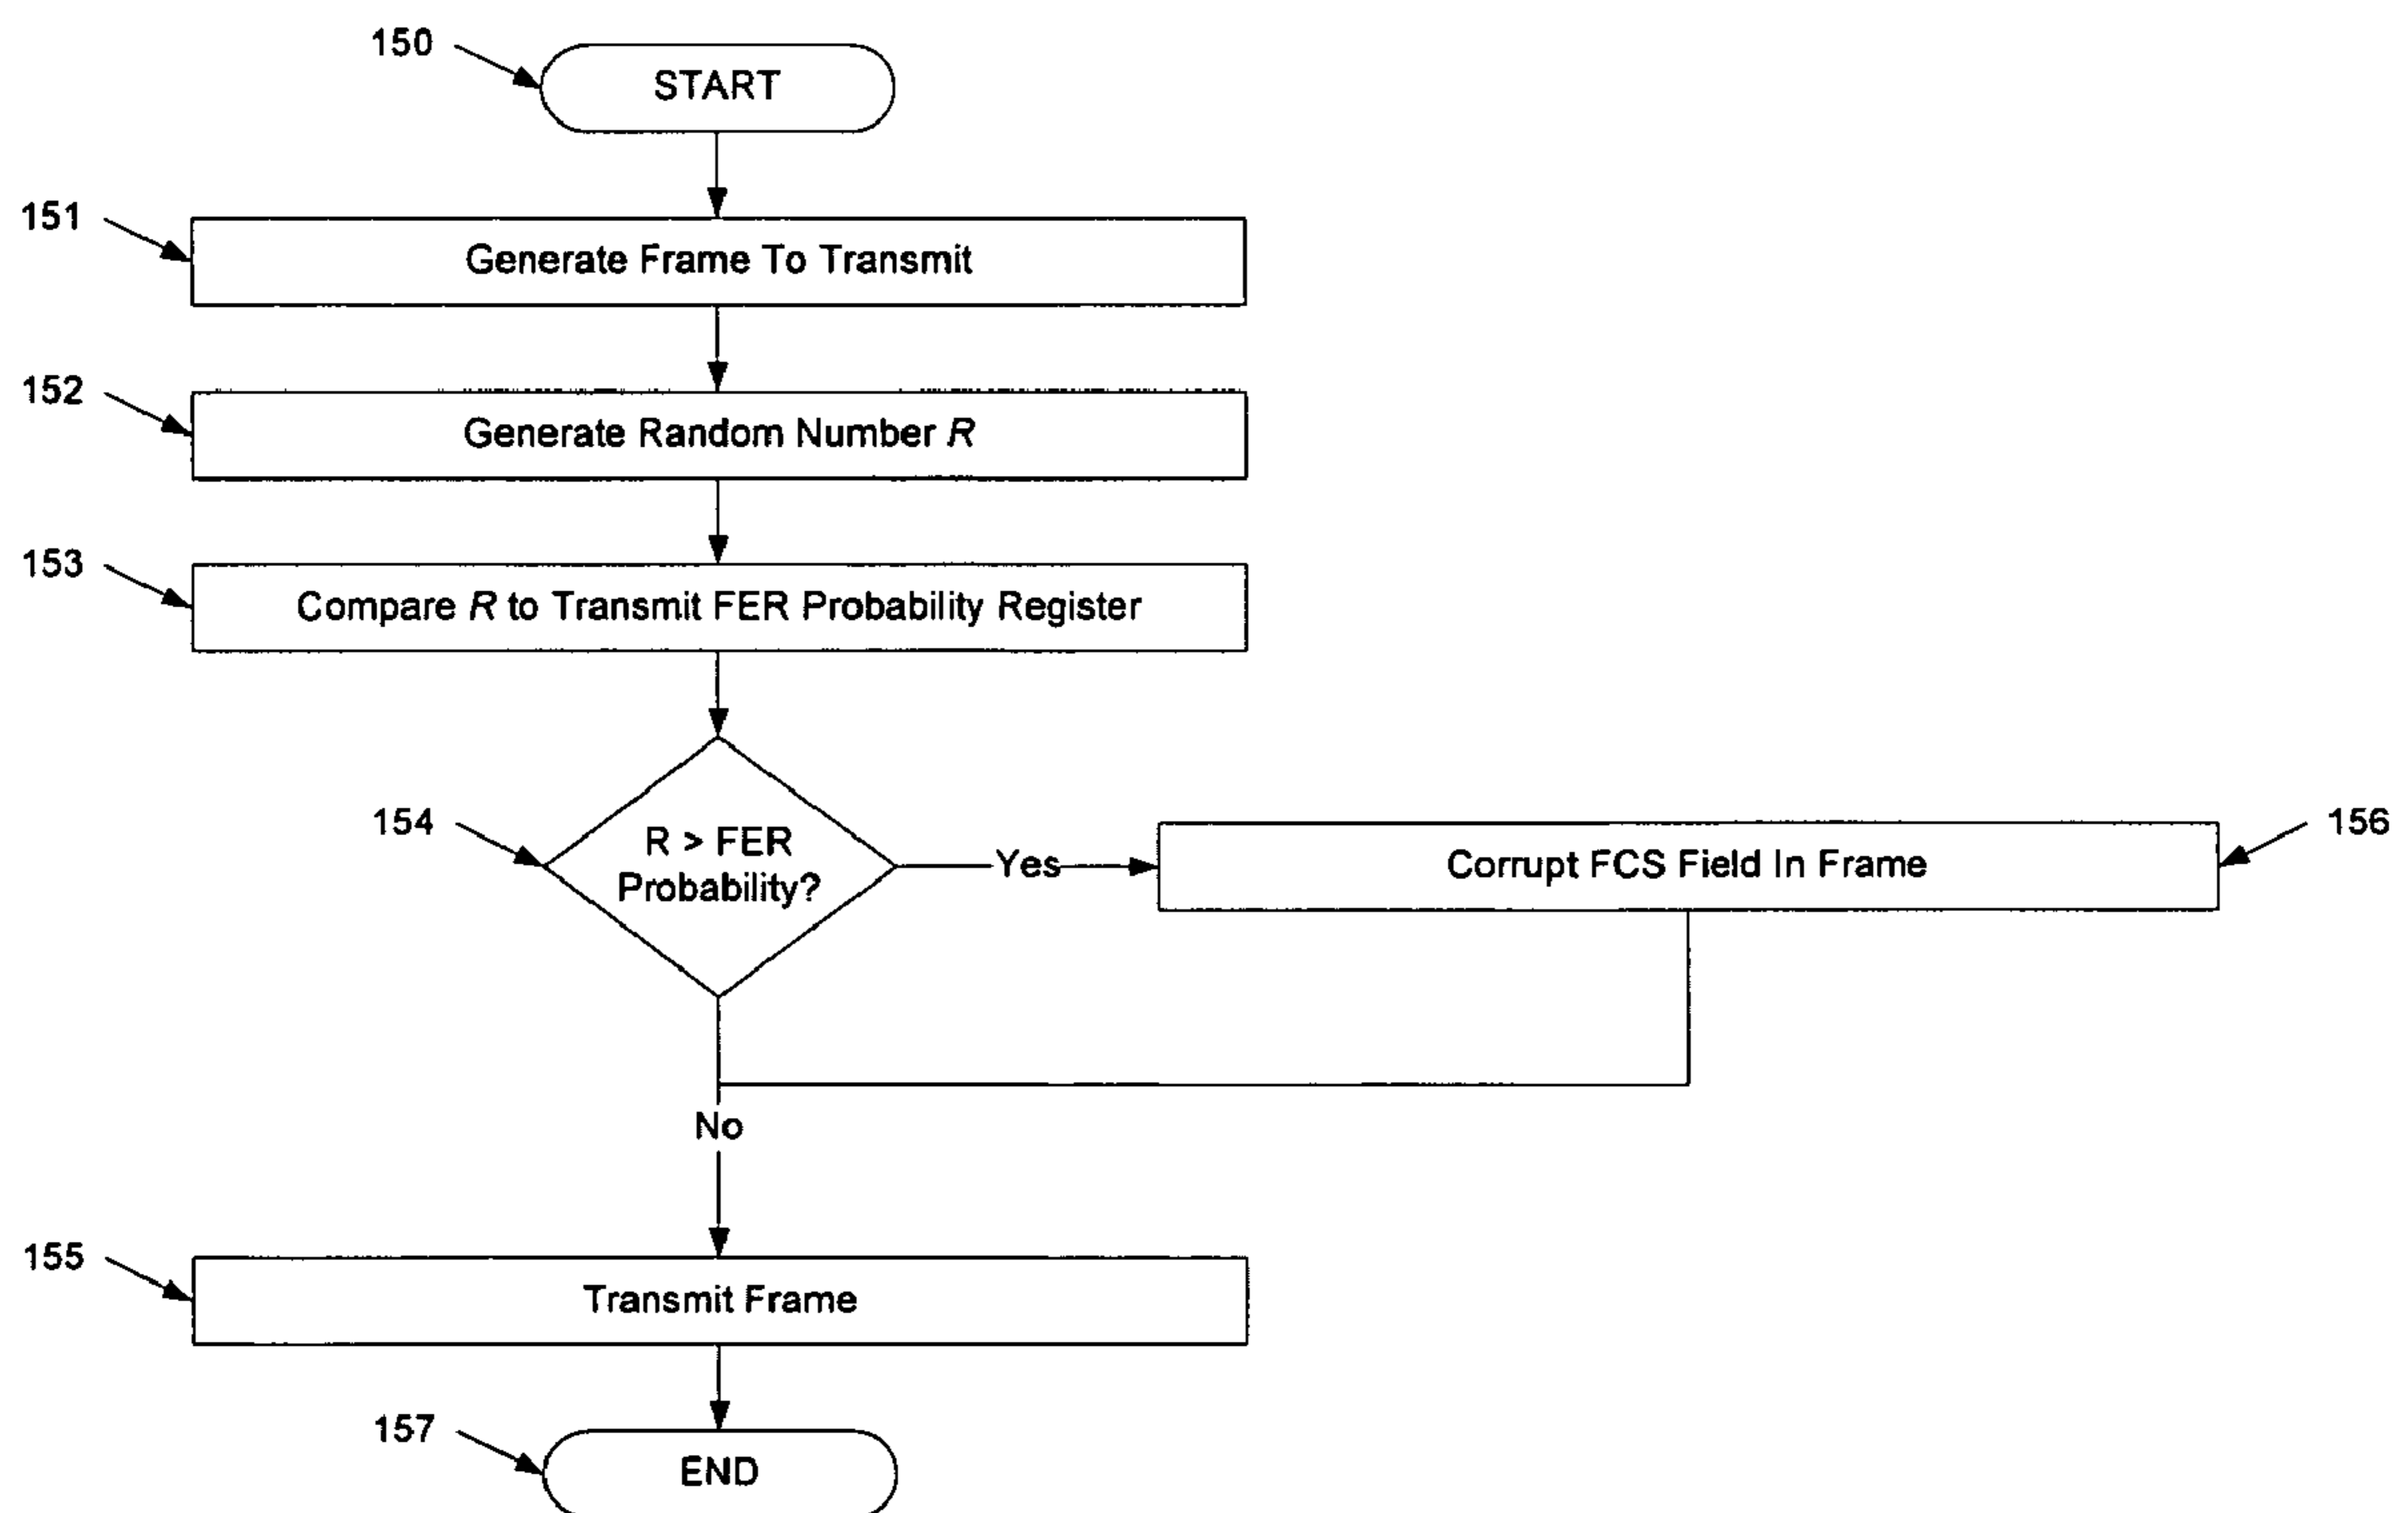 150
START
151
Generate Frame To Transmit
152
Generate Random Number R
153
Compare R to Transmit FER Probability Register
154
R > FER
Probability?
Yes
Corrupt FCS Field In Frame
156
No
155
Transmit Frame
157
END